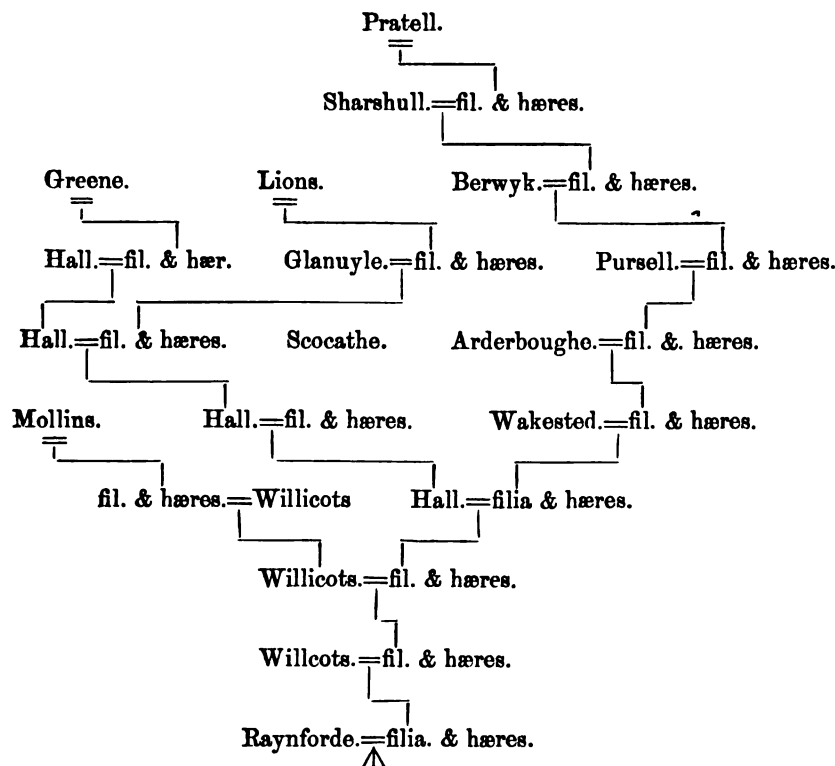 Pratell.
Sharshull.=fil. & hæres.
Greene. Lions. Berwyk.=fil. & hæres.
Hall.=fil. & hær. Glanuyle.=fil. & hæres. Pursell.=fil. & hæres.
Hall.=fil. & hæres. Scocathe. Arderboughe.=fil. &. hæres.
Mollins. Hall.=fil. & hæres. Wakested.=fil. & hæres.
fil. & hæres.=Willicots Hall.=filia & hæres.
Willicots.=fil. & hæres.
Willcots.=fil. & hæres.
Raynforde.=filia. & hæres.